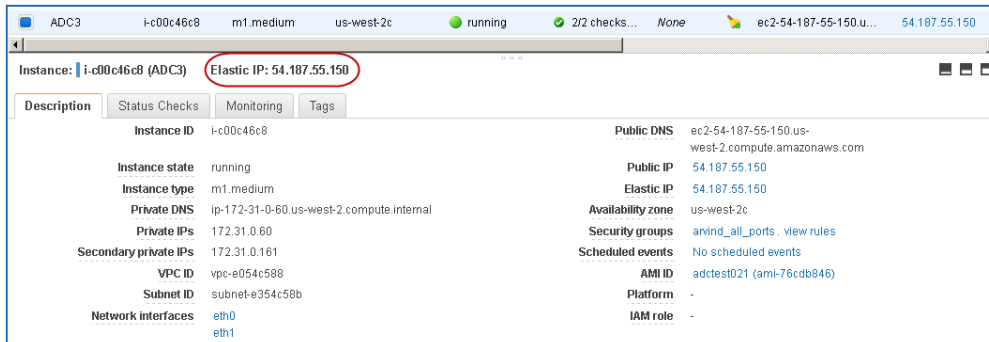 ADC3 i-c00c46c8 m1.medium us-west-2c running 2/2 checks... None ec2-54-187-55-150.u... 54.187.55.150
Instance: i-c00c46c8 (ADC3) Elastic IP: 54.187.55.150
Description Status Checks Monitoring Tags
Instance ID i-c00c46c8 Public DNS ec2-54-187-55-150.us-
west-2.compute.amazonaws.com
Instance state running Public IP 54.187.55.150
Instance type m1.medium Elastic IP 54.187.55.150
Private DNS ip-172-31-0-60.us-west-2.compute.internal Availability zone us-west-2c
Private IPs 172.31.0.60 Security groups arvind_all_ports . view rules
Secondary private IPs 172.31.0.161 Scheduled events No scheduled events
VPC ID vpc-e054c588 AMI ID adctest021 (ami-76cdb846)
Subnet ID subnet-e354c58b Platform -
Network interfaces eth0 IAM role -
eth1